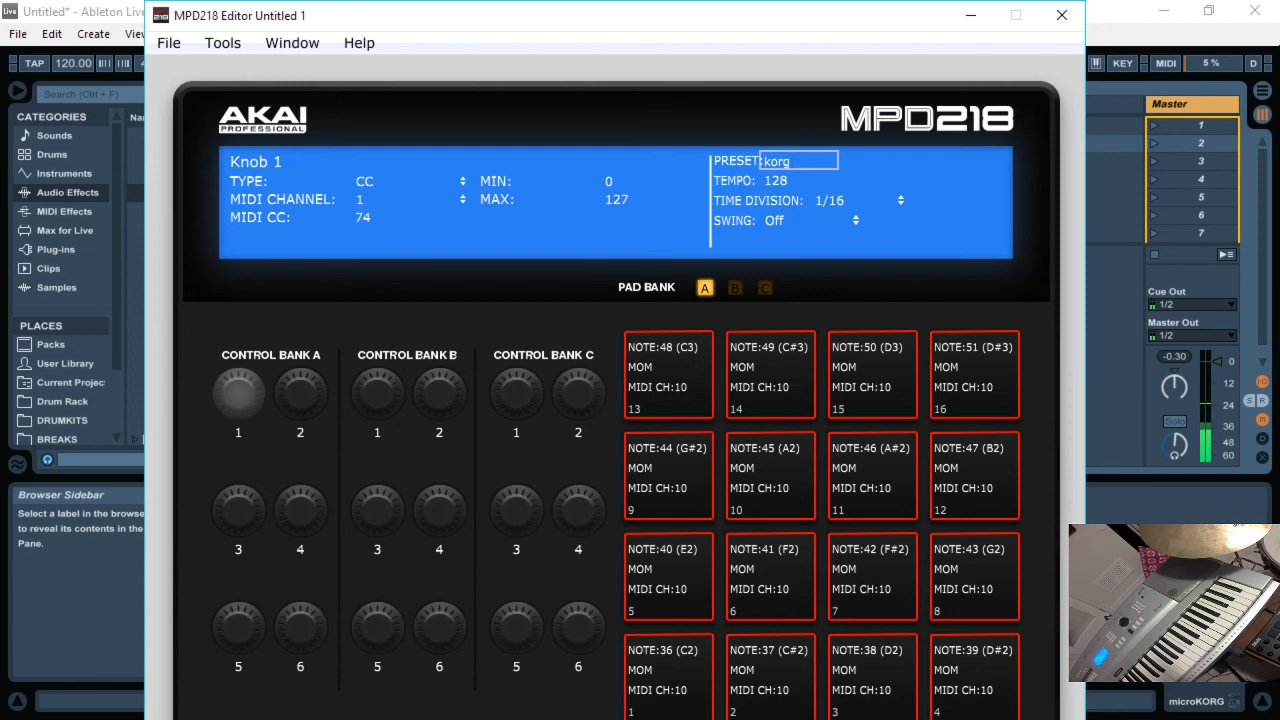 Untitled* - Ableton Liv
MPD218 Editor Untitled 1
File Edit Create Vie
File Tools Window Help
TAP 120.00
KEY MIDI 5 % D
Search (Ctrl + F)
CATEGORIES
Sounds
Drums
Instruments
Audio Effects
MIDI Effects
Max for Live
Plug-ins
Clips
Samples
PLACES
Packs
User Library
Current Projec
Drum Rack
DRUMKITS
BREAKS
Na
Browser Sidebar
Select a label in the browse
to reveal its contents in the
Pane.
AKAI
PROFESSIONAL
MPD218
Knob 1
TYPE: CC
MIDI CHANNEL: 1
MIDI CC: 74
MIN: 0
MAX: 127
PRESET: korg
TEMPO: 128
TIME DIVISION: 1/16
SWING: Off
PAD BANK A B C
CONTROL BANK A CONTROL BANK B CONTROL BANK C
1 2 1 2 1 2
3 4 3 4 3 4
5 6 5 6 5 6
NOTE:48 (C3)
MOM
MIDI CH:10
13
NOTE:49 (C#3)
MOM
MIDI CH:10
14
NOTE:50 (D3)
MOM
MIDI CH:10
15
NOTE:51 (D#3)
MOM
MIDI CH:10
16
NOTE:44 (G#2)
MOM
MIDI CH:10
9
NOTE:45 (A2)
MOM
MIDI CH:10
10
NOTE:46 (A#2)
MOM
MIDI CH:10
11
NOTE:47 (B2)
MOM
MIDI CH:10
12
NOTE:40 (E2)
MOM
MIDI CH:10
5
NOTE:41 (F2)
MOM
MIDI CH:10
6
NOTE:42 (F#2)
MOM
MIDI CH:10
7
NOTE:43 (G2)
MOM
MIDI CH:10
8
NOTE:36 (C2)
MOM
MIDI CH:10
1
NOTE:37 (C#2)
MOM
MIDI CH:10
2
NOTE:38 (D2)
MOM
MIDI CH:10
3
NOTE:39 (D#2)
MOM
MIDI CH:10
4
Master
1
2
3
4
5
6
7
Cue Out
1/2
Master Out
1/2
-0.30
0
12
24
36
48
60
Solo
S R
M
D
X
microKORG